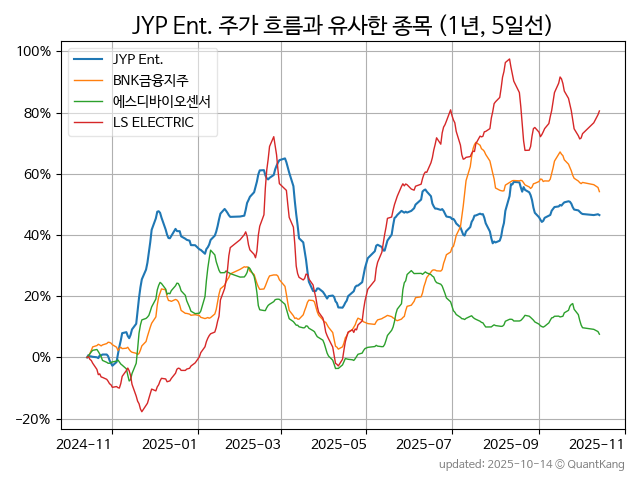 JYP Ent. 주가 흐름과 유사한 종목 (1년, 5일선)
100%
80%
60%
40%
20%
0%
−20%
JYP Ent.
BNK금융지주
에스디바이오센서
LS ELECTRIC
2024-11 2025-01 2025-03 2025-05 2025-07 2025-09 2025-11
updated: 2025-10-14 © QuantKang